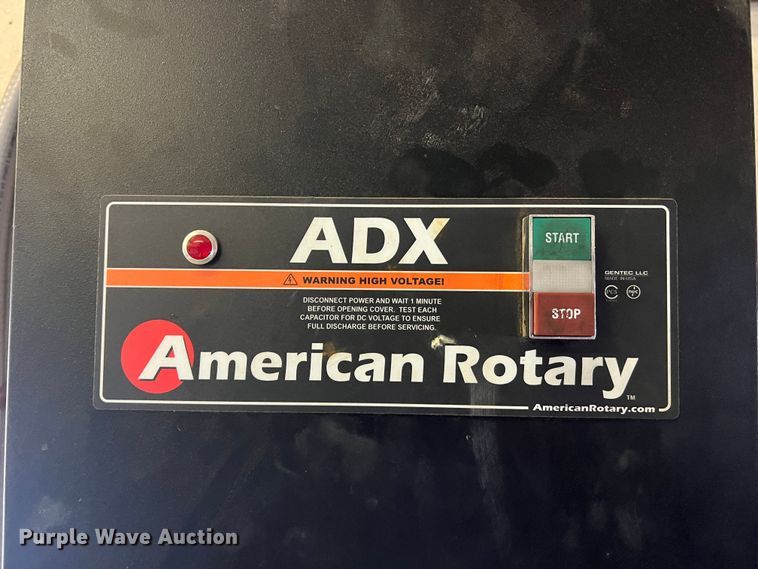 ADX
START
WARNING HIGH VOLTAGE!
GENTEC LLC
MADE IN USA
DISCONNECT POWER AND WAIT 1 MINUTE
BEFORE OPENING COVER. TEST EACH
CAPACITOR FOR DC VOLTAGE TO ENSURE
FULL DISCHARGE BEFORE SERVICING.
STOP
American Rotary™
AmericanRotary.com
Purple Wave Auction